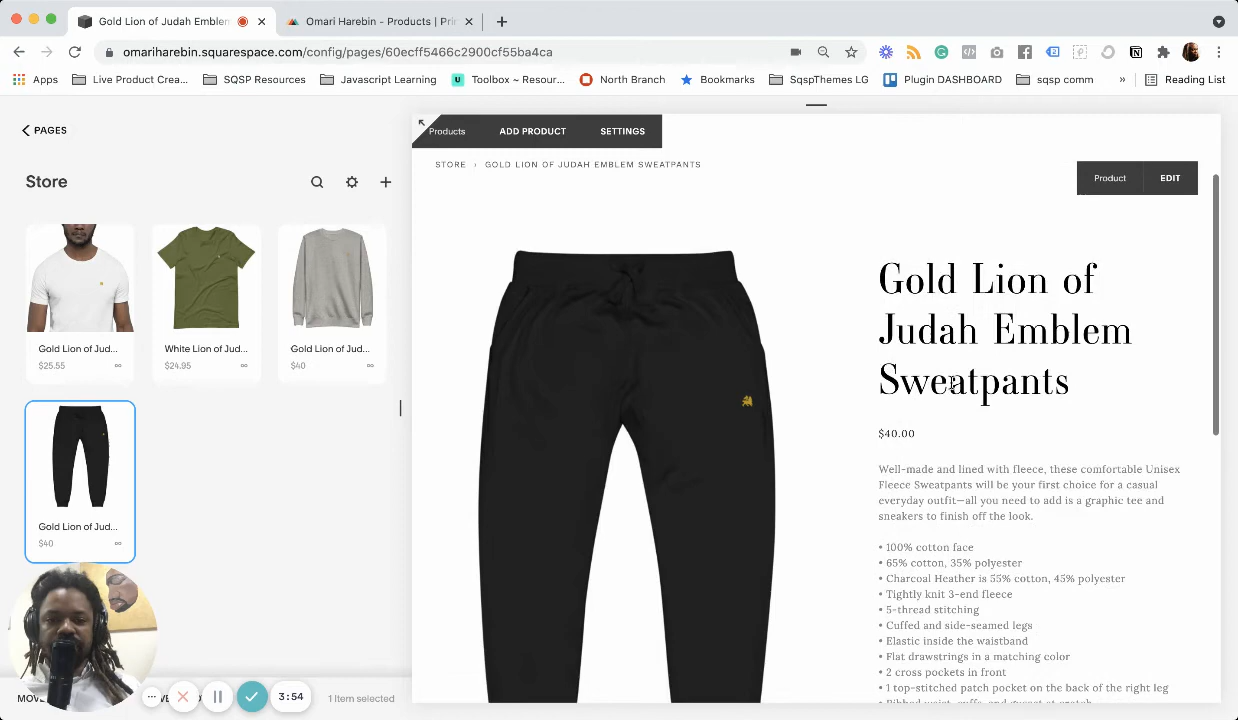 Gold Lion of Judah Emblem
Omari Harebin - Products | Prin
omariharebin.squarespace.com/config/pages/60ecff5466c2900cf55ba4ca
Apps
Live Product Crea...
SQSP Resources
Javascript Learning
Toolbox ~ Resour...
North Branch
Bookmarks
SqspThemes LG
Plugin DASHBOARD
sqsp comm
»
Reading List
PAGES
Store
Gold Lion of Jud...
$25.55
∞
White Lion of Jud...
$24.95
∞
Gold Lion of Jud...
$40
∞
Gold Lion of Jud...
$40
∞
1 Item selected
3:54
Products
ADD PRODUCT
SETTINGS
STORE › GOLD LION OF JUDAH EMBLEM SWEATPANTS
Product
EDIT
Gold Lion of
Judah Emblem
Sweatpants
$40.00
Well-made and lined with fleece, these comfortable Unisex
Fleece Sweatpants will be your first choice for a casual
everyday outfit—all you need to add is a graphic tee and
sneakers to finish off the look.
• 100% cotton face
• 65% cotton, 35% polyester
• Charcoal Heather is 55% cotton, 45% polyester
• Tightly knit 3-end fleece
• 5-thread stitching
• Cuffed and side-seamed legs
• Elastic inside the waistband
• Flat drawstrings in a matching color
• 2 cross pockets in front
• 1 top-stitched patch pocket on the back of the right leg